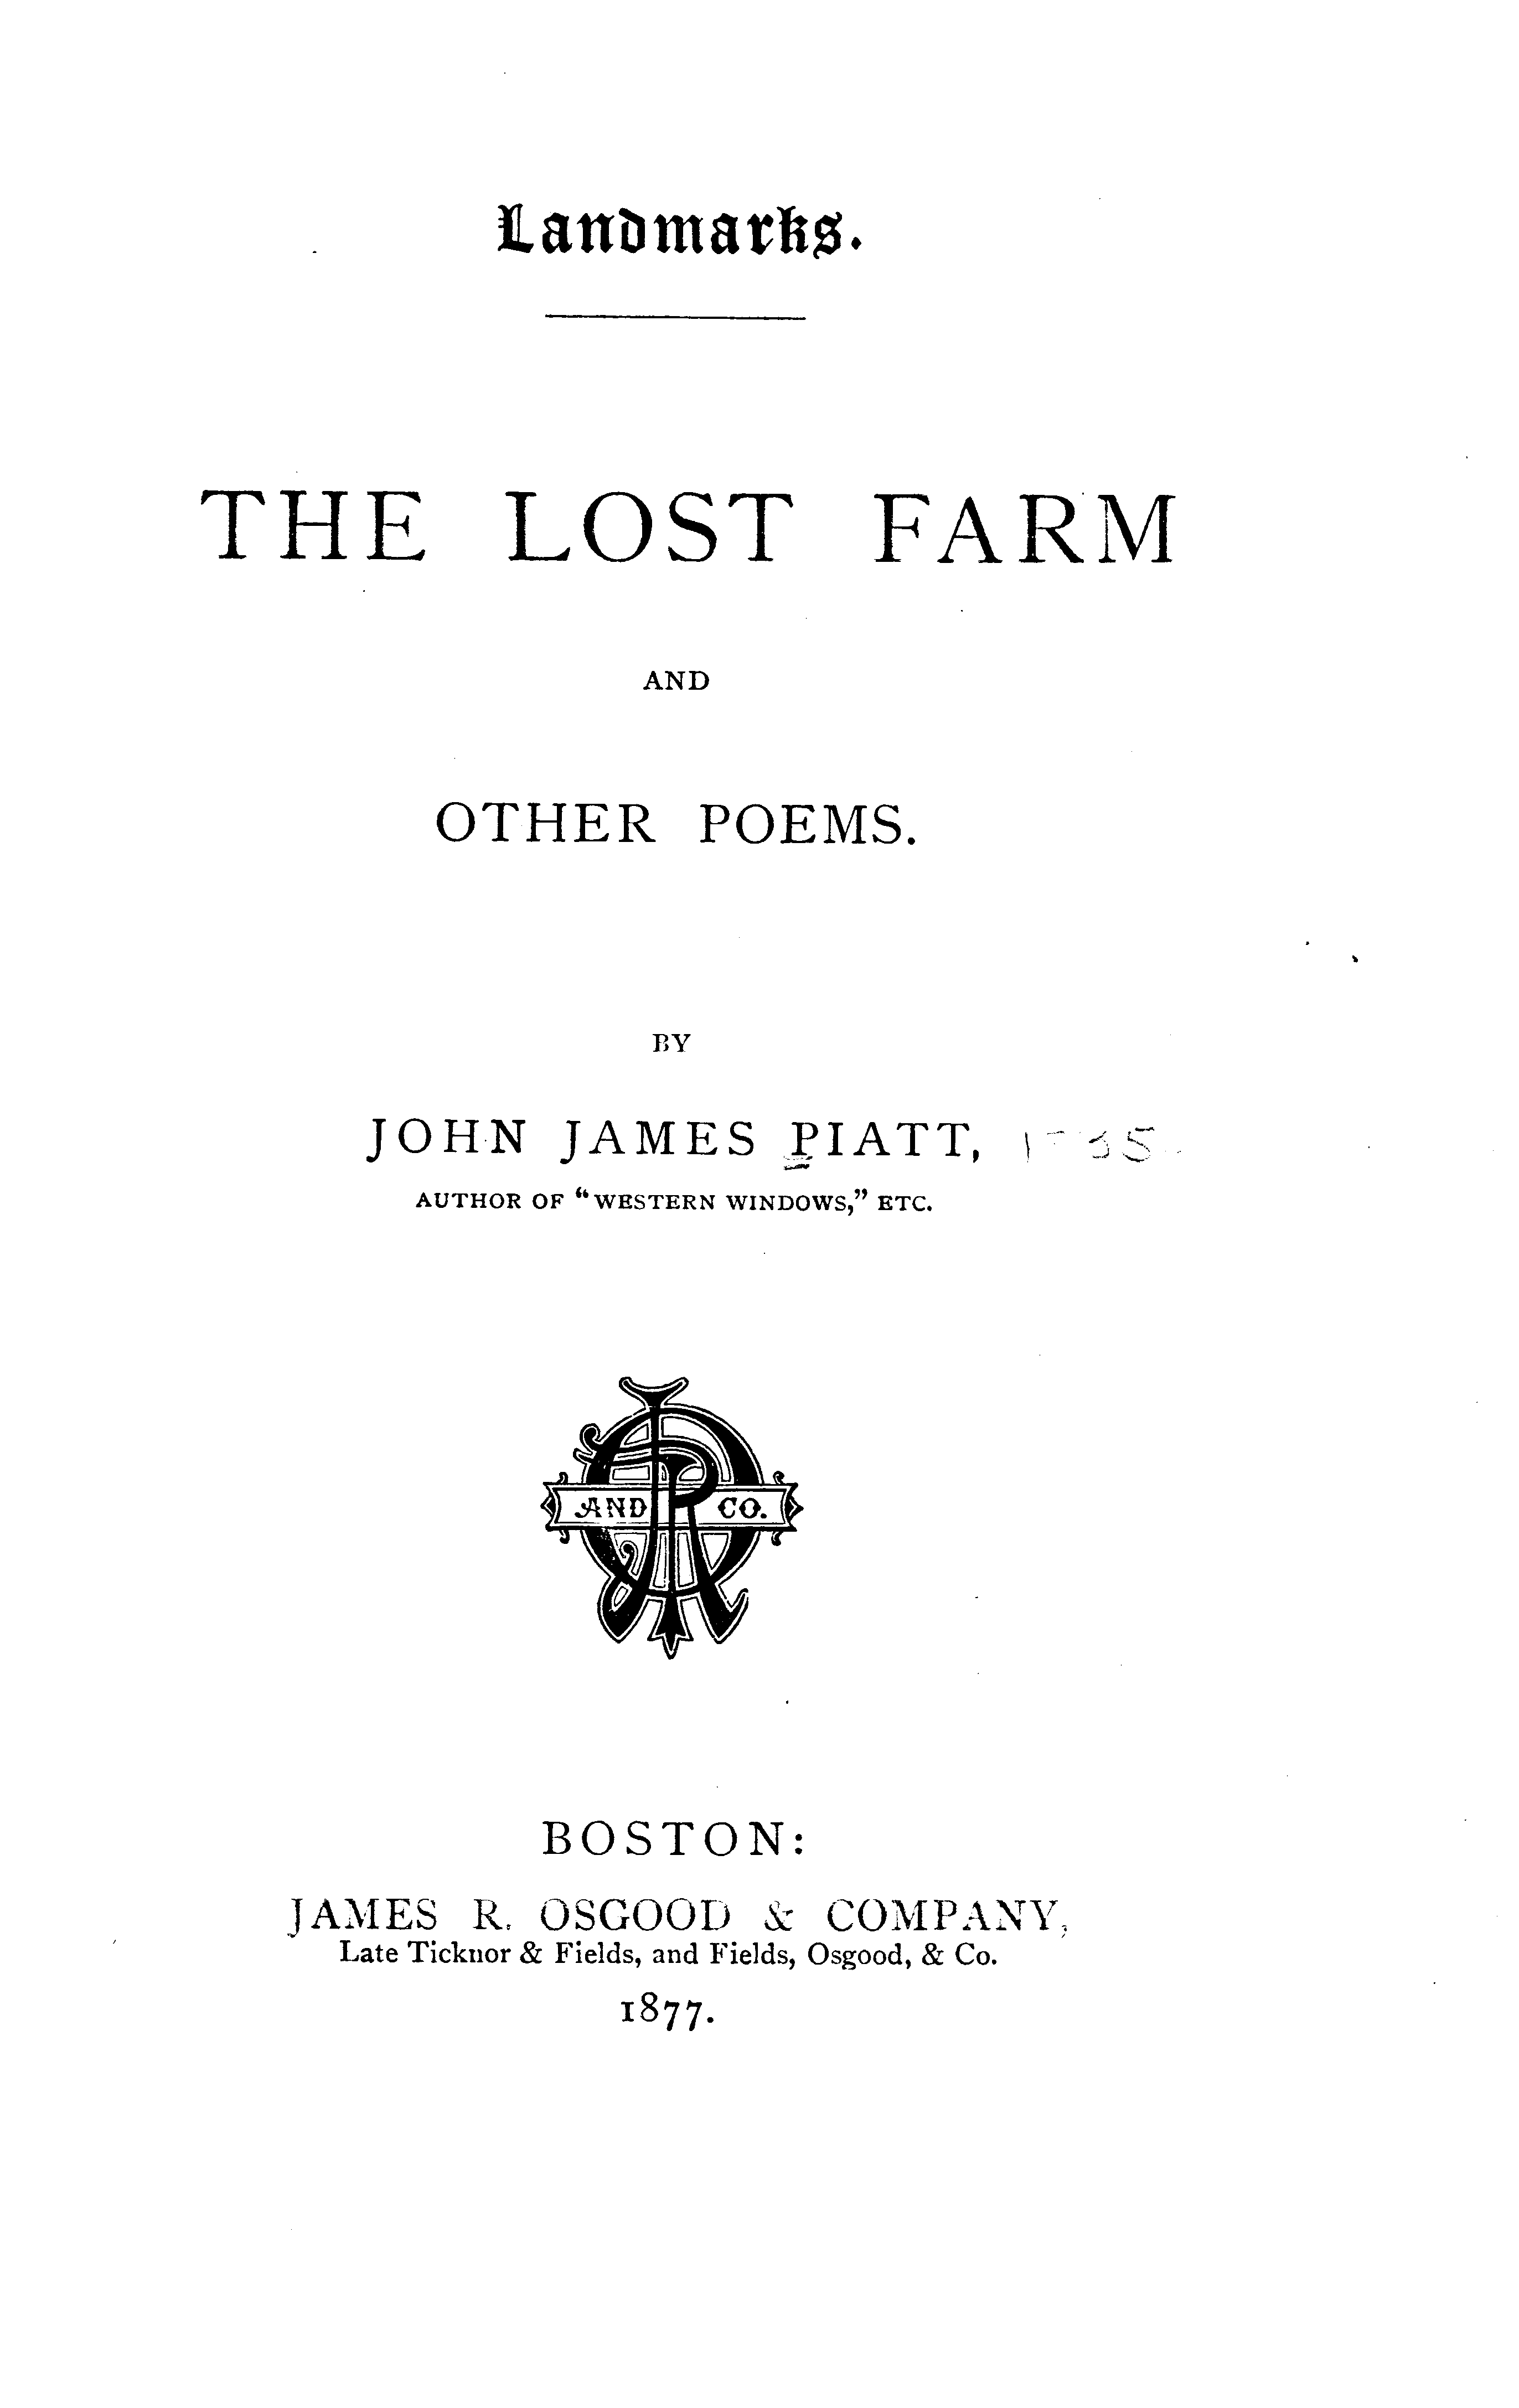 Landmarks.
THE LOST FARM
AND
OTHER POEMS.
BY
JOHN JAMES PIATT,
AUTHOR OF “WESTERN WINDOWS,” ETC.
AND CO.
BOSTON:
JAMES R. OSGOOD & COMPANY,
Late Ticknor & Fields, and Fields, Osgood, & Co.
1877.